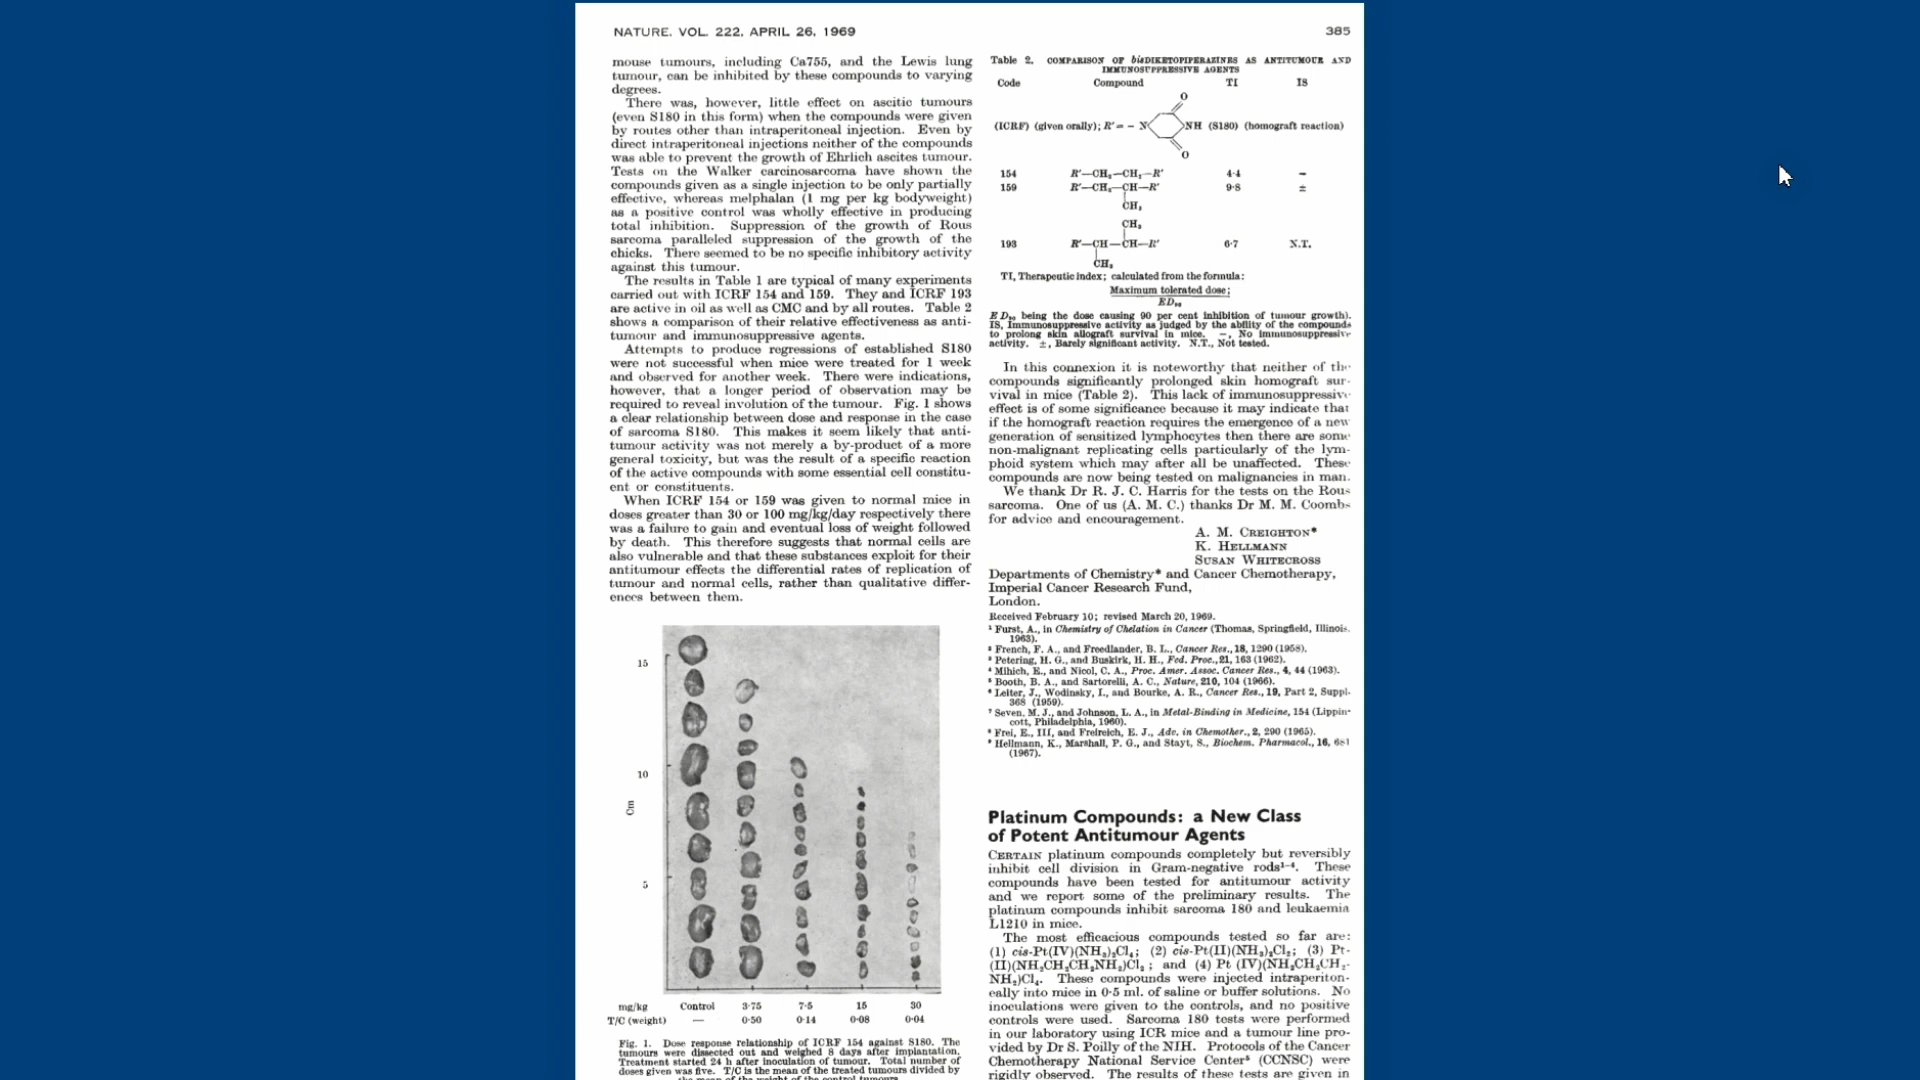 NATURE. VOL. 222, APRIL 26, 1969
385
mouse tumours, including Ca755, and the Lewis lung
tumour, can be inhibited by these compounds to varying
degrees.
There was, however, little effect on ascitic tumours
(even S180 in this form) when the compounds were given
by routes other than intraperitoneal injection. Even by
direct intraperitoneal injections neither of the compounds
was able to prevent the growth of Ehrlich ascites tumour.
Tests on the Walker carcinosarcoma have shown the
compounds given as a single injection to be only partially
effective, whereas melphalan (1 mg per kg bodyweight)
as a positive control was wholly effective in producing
total inhibition. Suppression of the growth of Rous
sarcoma paralleled suppression of the growth of the
chicks. There seemed to be no specific inhibitory activity
against this tumour.
The results in Table 1 are typical of many experiments
carried out with ICRF 154 and 159. They and ICRF 193
are active in oil as well as CMC and by all routes. Table 2
shows a comparison of their relative effectiveness as anti-
tumour and immunosuppressive agents.
Attempts to produce regressions of established S180
were not successful when mice were treated for 1 week
and observed for another week. There were indications,
however, that a longer period of observation may be
required to reveal involution of the tumour. Fig. 1 shows
a clear relationship between dose and response in the case
of sarcoma S180. This makes it seem likely that anti-
tumour activity was not merely a by-product of a more
general toxicity, but was the result of a specific reaction
of the active compounds with some essential cell constitu-
ent or constituents.
When ICRF 154 or 159 was given to normal mice in
doses greater than 30 or 100 mg/kg/day respectively there
was a failure to gain and eventual loss of weight followed
by death. This therefore suggests that normal cells are
also vulnerable and that these substances exploit for their
antitumour effects the differential rates of replication of
tumour and normal cells, rather than qualitative differ-
ences between them.
15
10
Cm
5
mg/kg Control 3·75 7·5 15 30
T/C (weight) — 0·50 0·14 0·08 0·04
Fig. 1. Dose response relationship of ICRF 154 against S180. The
tumours were dissected out and weighed 8 days after implantation.
Treatment started 24 h after inoculation of tumour. Total number of
doses given was five. T/C is the mean of the treated tumours divided by
the mean of the weight of the control tumours.
Table 2. COMPARISON OF bisDIKETOPIPERAZINES AS ANTITUMOUR AND
IMMUNOSUPPRESSIVE AGENTS
Code Compound TI IS
O
(ICRF) (given orally); R′= – N NH (S180) (homograft reaction)
O
154 R′—CH₂—CH₂—R′ 4·4 –
159 R′—CH₂—CH—R′ 9·8 ±
CH₃
CH₃
193 R′—CH—CH—R′ 6·7 N.T.
CH₃
TI, Therapeutic index; calculated from the formula:
Maximum tolerated dose;
ED₉₀
ED₉₀ being the dose causing 90 per cent inhibition of tumour growth).
IS, Immunosuppressive activity as judged by the ability of the compounds
to prolong skin allograft survival in mice. –, No immunosuppressive
activity. ±, Barely significant activity. N.T., Not tested.
In this connexion it is noteworthy that neither of the
compounds significantly prolonged skin homograft sur-
vival in mice (Table 2). This lack of immunosuppressive
effect is of some significance because it may indicate that
if the homograft reaction requires the emergence of a new
generation of sensitized lymphocytes then there are some
non-malignant replicating cells particularly of the lym-
phoid system which may after all be unaffected. These
compounds are now being tested on malignancies in man.
We thank Dr R. J. C. Harris for the tests on the Rous
sarcoma. One of us (A. M. C.) thanks Dr M. M. Coombs
for advice and encouragement.
A. M. CREIGHTON*
K. HELLMANN
SUSAN WHITECROSS
Departments of Chemistry* and Cancer Chemotherapy,
Imperial Cancer Research Fund,
London.
Received February 10; revised March 20, 1969.
¹ Furst, A., in Chemistry of Chelation in Cancer (Thomas, Springfield, Illinois,
1963).
² French, F. A., and Freedlander, B. L., Cancer Res., 18, 1290 (1958).
³ Petering, H. G., and Buskirk, H. H., Fed. Proc., 21, 163 (1962).
⁴ Mihich, E., and Nicol, C. A., Proc. Amer. Assoc. Cancer Res., 4, 44 (1963).
⁵ Booth, B. A., and Sartorelli, A. C., Nature, 210, 104 (1966).
⁶ Leiter, J., Wodinsky, I., and Bourke, A. R., Cancer Res., 19, Part 2, Suppl.
368 (1959).
⁷ Seven, M. J., and Johnson, L. A., in Metal-Binding in Medicine, 154 (Lippin-
cott, Philadelphia, 1960).
⁸ Frei, E., III, and Freireich, E. J., Adv. in Chemother., 2, 290 (1965).
⁹ Hellmann, K., Marshall, P. G., and Stayt, S., Biochem. Pharmacol., 16, 681
(1967).
Platinum Compounds: a New Class
of Potent Antitumour Agents
CERTAIN platinum compounds completely but reversibly
inhibit cell division in Gram-negative rods¹⁻⁴. These
compounds have been tested for antitumour activity
and we report some of the preliminary results. The
platinum compounds inhibit sarcoma 180 and leukaemia
L1210 in mice.
The most efficacious compounds tested so far are:
(1) cis-Pt(IV)(NH₃)₂Cl₄; (2) cis-Pt(II)(NH₃)₂Cl₂; (3) Pt-
(II)(NH₂CH₂CH₂NH₂)Cl₂; and (4) Pt (IV)(NH₂CH₂CH₂-
NH₂)Cl₄. These compounds were injected intraperiton-
eally into mice in 0·5 ml. of saline or buffer solutions. No
inoculations were given to the controls, and no positive
controls were used. Sarcoma 180 tests were performed
in our laboratory using ICR mice and a tumour line pro-
vided by Dr S. Poilly of the NIH. Protocols of the Cancer
Chemotherapy National Service Center⁵ (CCNSC) were
rigidly observed. The results of these tests are given in